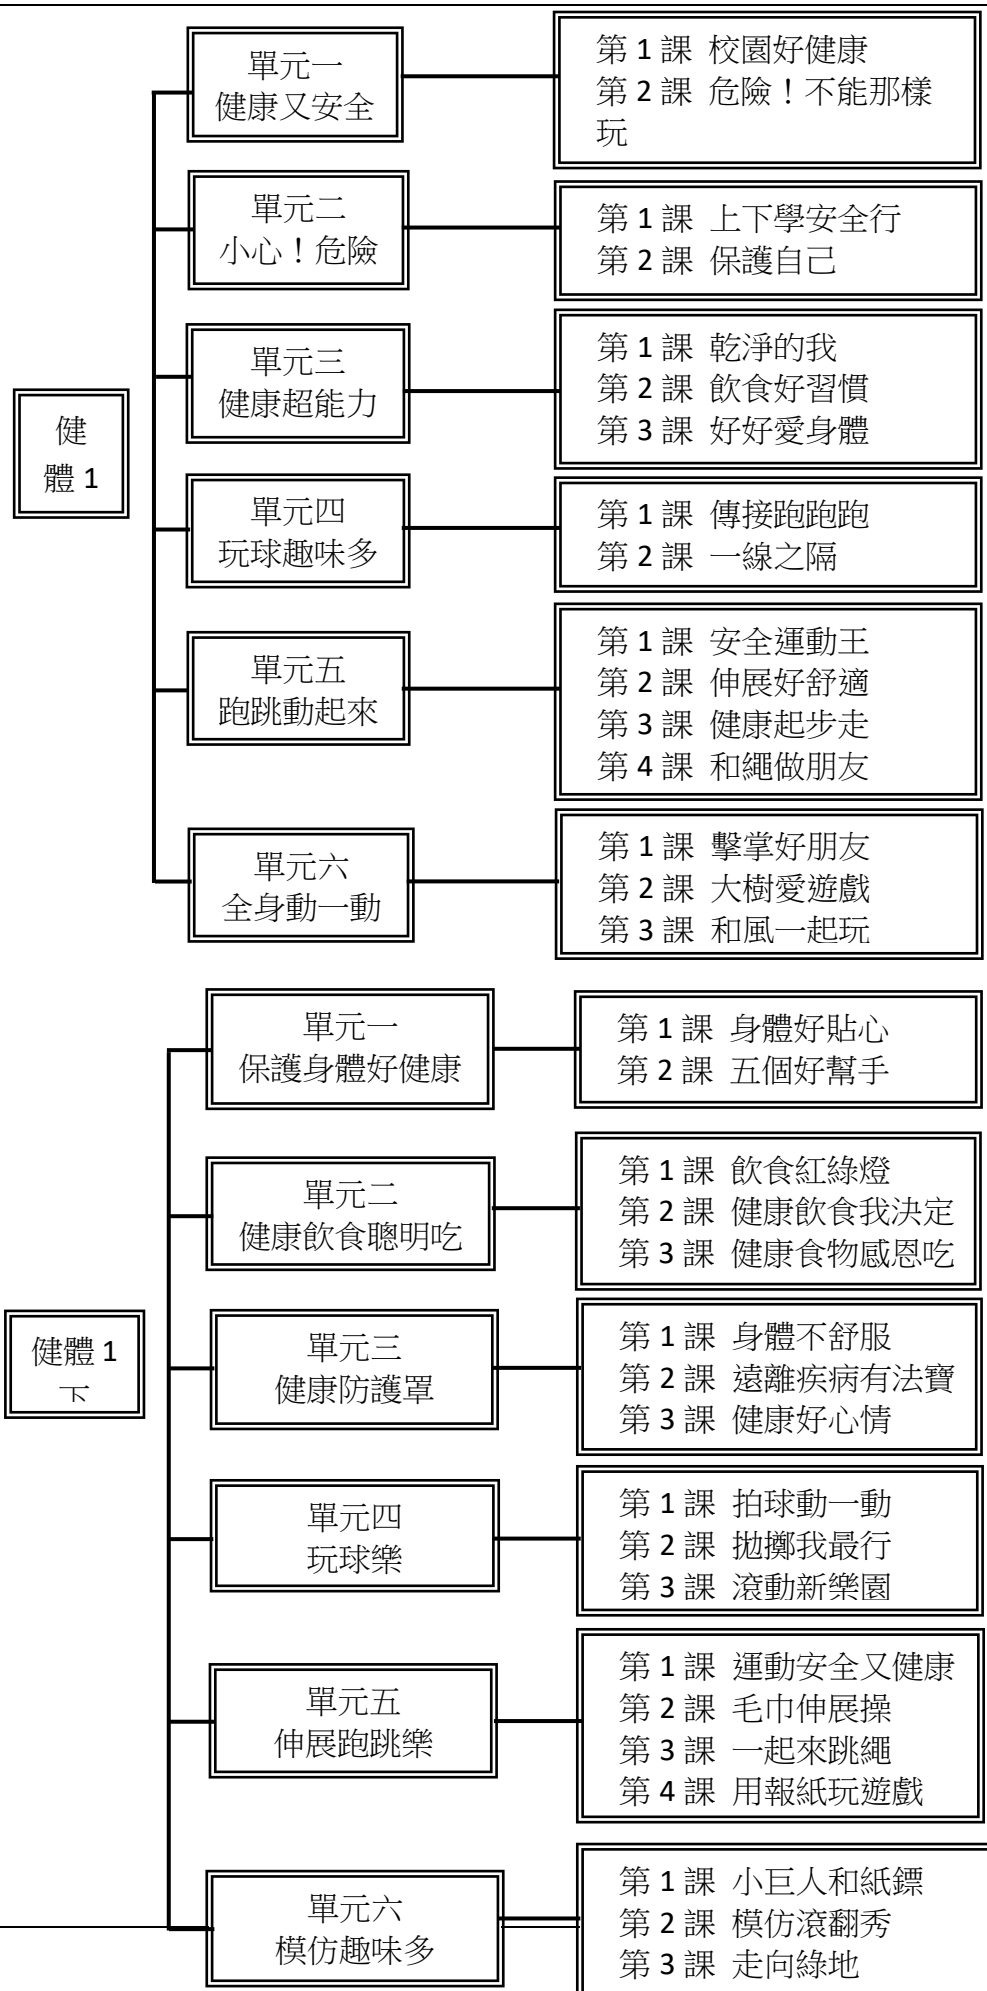 健
體 1
單元一
健康又安全
第 1 課 校園好健康
第 2 課 危險！不能那樣
玩
單元二
小心！危險
第 1 課 上下學安全行
第 2 課 保護自己
單元三
健康超能力
第 1 課 乾淨的我
第 2 課 飲食好習慣
第 3 課 好好愛身體
單元四
玩球趣味多
第 1 課 傳接跑跑跑
第 2 課 一線之隔
單元五
跑跳動起來
第 1 課 安全運動王
第 2 課 伸展好舒適
第 3 課 健康起步走
第 4 課 和繩做朋友
單元六
全身動一動
第 1 課 擊掌好朋友
第 2 課 大樹愛遊戲
第 3 課 和風一起玩
健體 1
下
單元一
保護身體好健康
第 1 課 身體好貼心
第 2 課 五個好幫手
單元二
健康飲食聰明吃
第 1 課 飲食紅綠燈
第 2 課 健康飲食我決定
第 3 課 健康食物感恩吃
單元三
健康防護罩
第 1 課 身體不舒服
第 2 課 遠離疾病有法寶
第 3 課 健康好心情
單元四
玩球樂
第 1 課 拍球動一動
第 2 課 拋擲我最行
第 3 課 滾動新樂園
單元五
伸展跑跳樂
第 1 課 運動安全又健康
第 2 課 毛巾伸展操
第 3 課 一起來跳繩
第 4 課 用報紙玩遊戲
單元六
模仿趣味多
第 1 課 小巨人和紙鏢
第 2 課 模仿滾翻秀
第 3 課 走向綠地